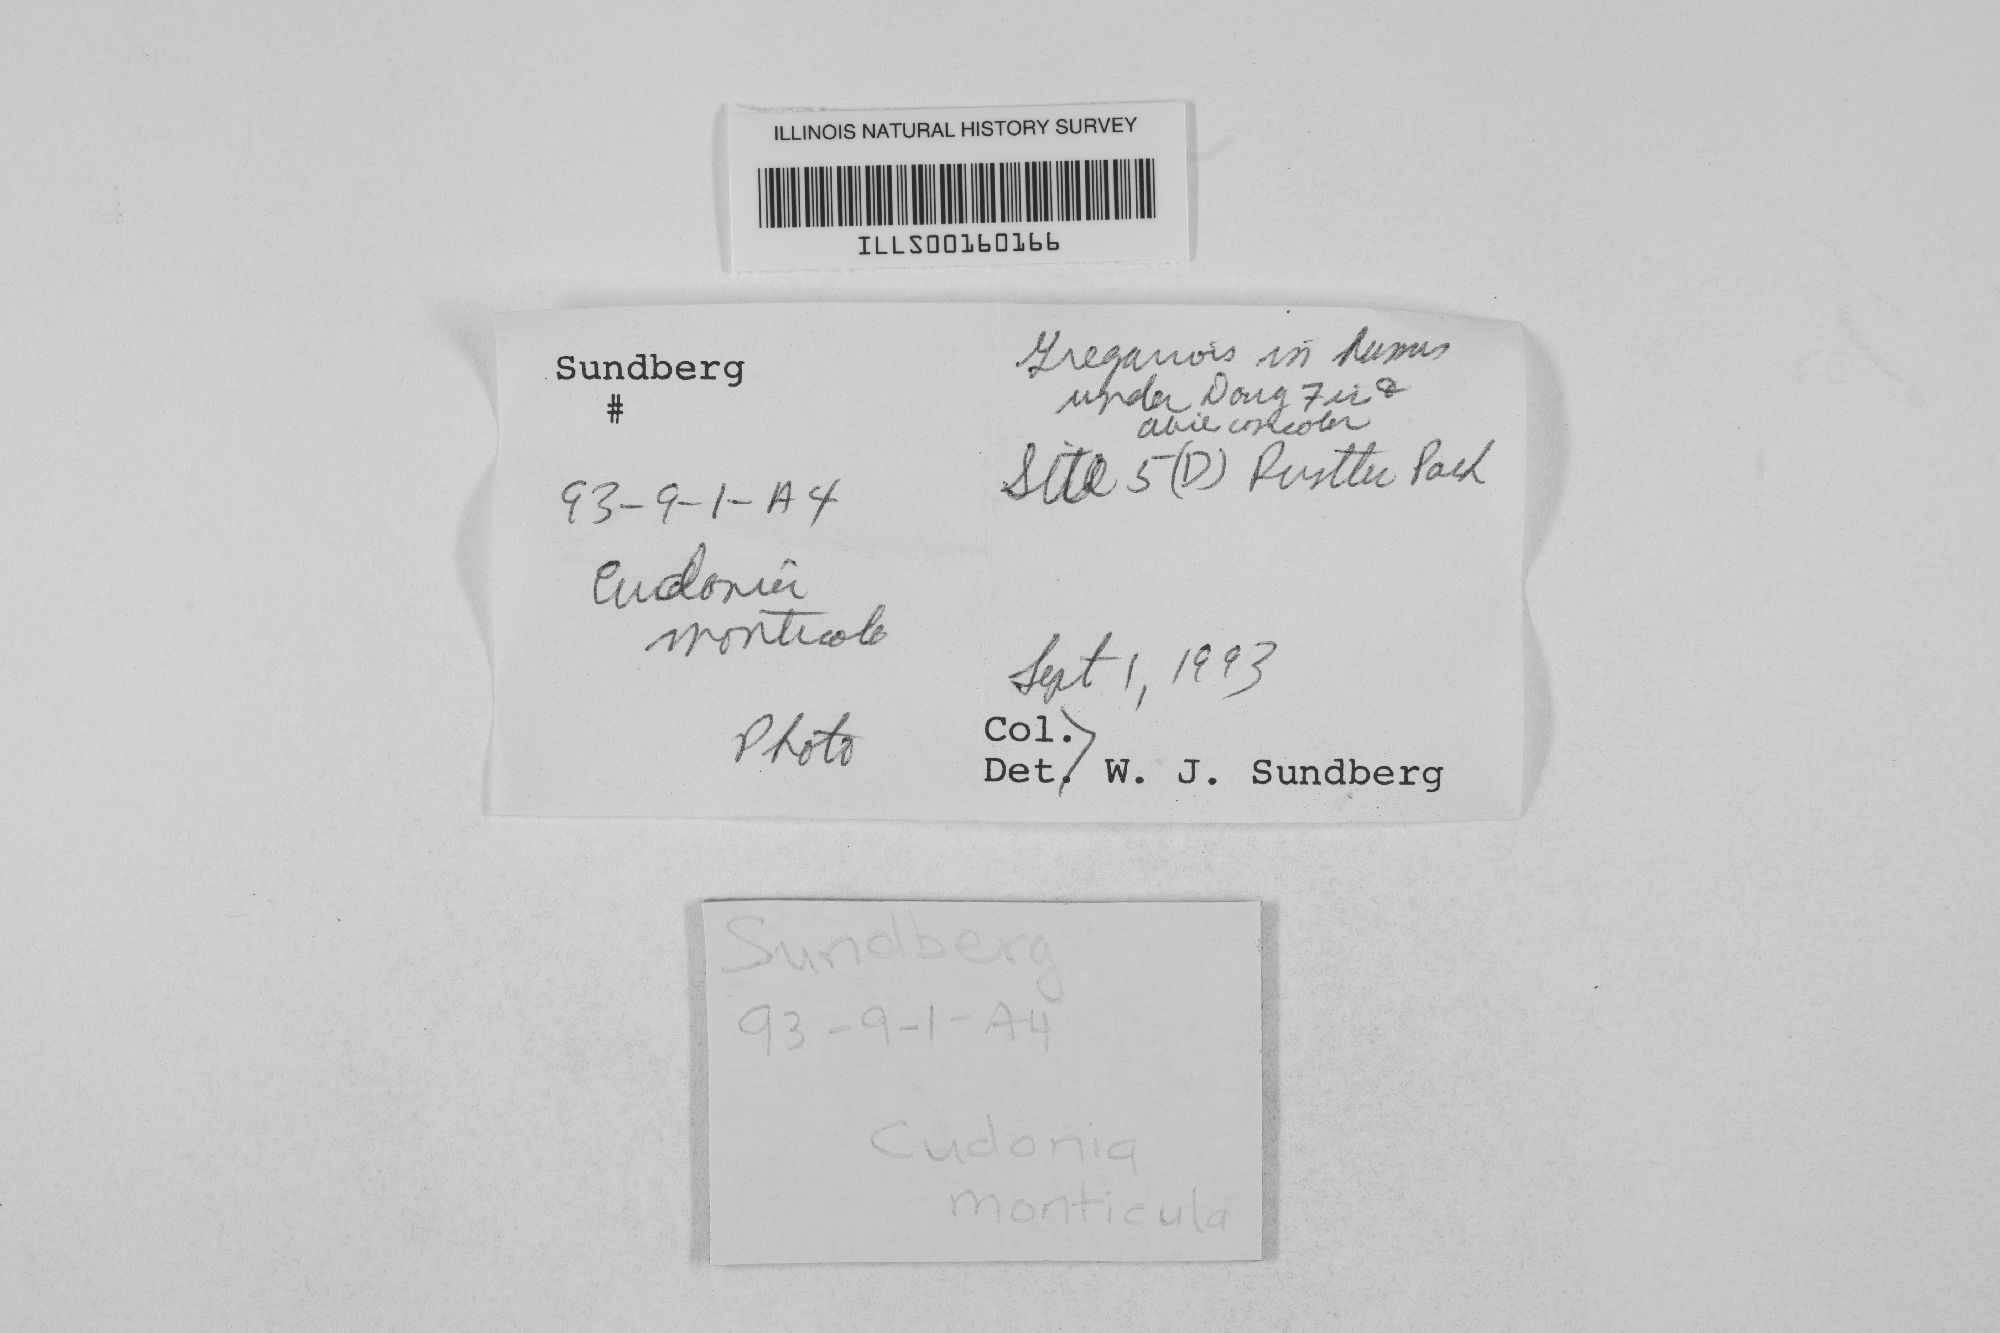 ILLINOIS NATURAL HISTORY SURVEY
ILLS00160166
Sundberg
#
93-9-1-A4
Cudonia
monticola
Photo
Gregarious in humus
under Doug Fir &
abies concolor
Site 5 (D) Rustler Park
Sept 1, 1993
Col.
Det. W. J. Sundberg
Sundberg
93-9-1-A4
Cudonia
monticula